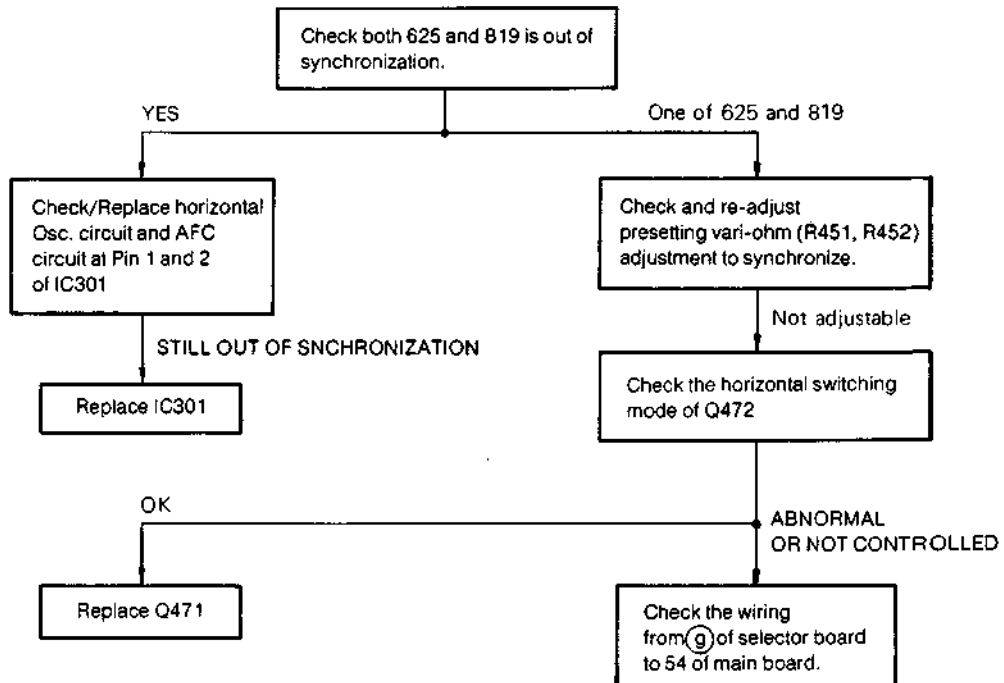 Check both 625 and 819 is out of
synchronization.
YES
One of 625 and 819
Check/Replace horizontal
Osc. circuit and AFC
circuit at Pin 1 and 2
of IC301
Check and re-adjust
presetting vari-ohm (R451, R452)
adjustment to synchronize.
STILL OUT OF SNCHRONIZATION
Not adjustable
Replace IC301
Check the horizontal switching
mode of Q472
OK
ABNORMAL
OR NOT CONTROLLED
Replace Q471
Check the wiring
from g of selector board
to 54 of main board.